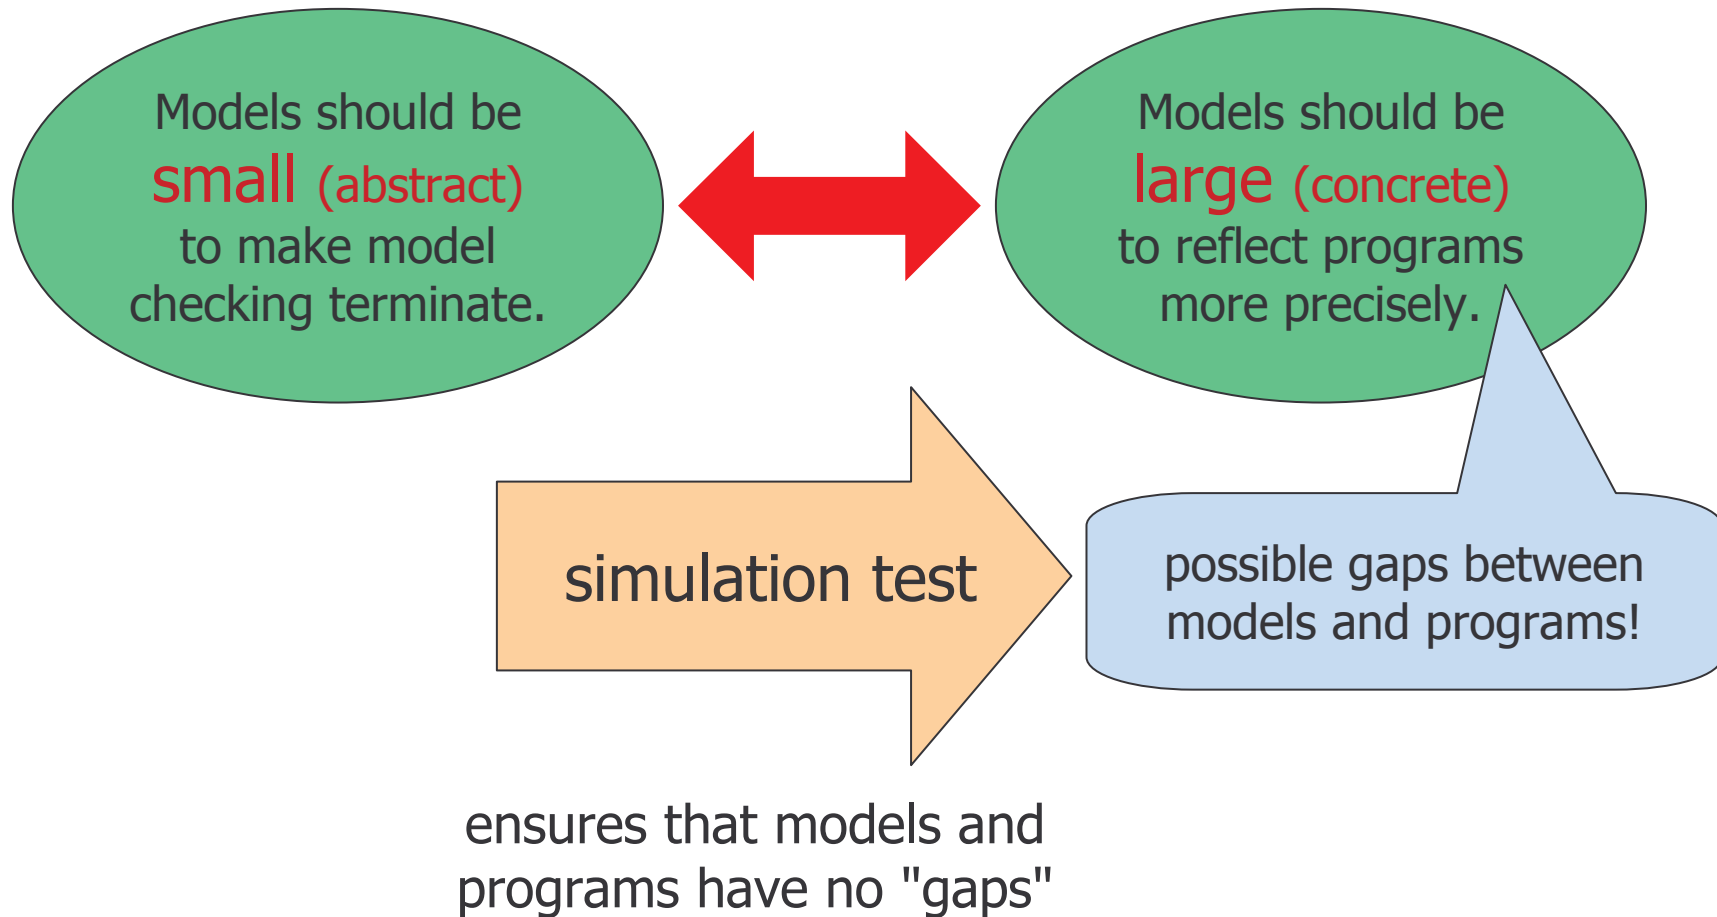 Models should be
small (abstract)
to make model
checking terminate.
Models should be
large (concrete)
to reflect programs
more precisely.
simulation test
possible gaps between
models and programs!
ensures that models and
programs have no "gaps"